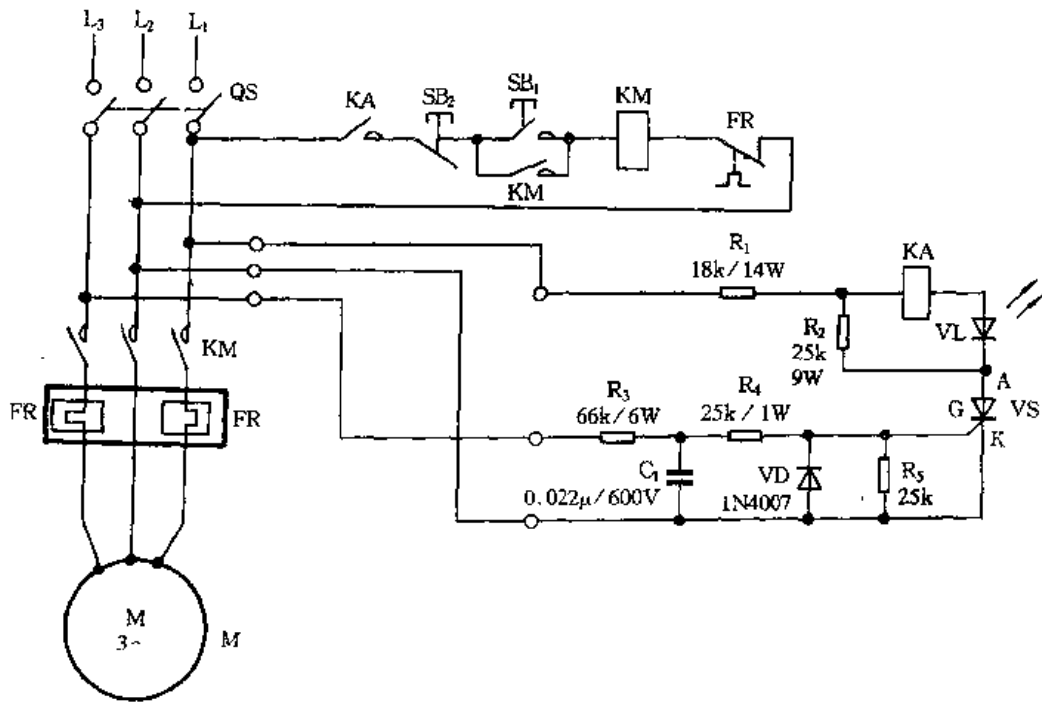 L₃ L₂ L₁
QS
KA SB₂ SB₁ KM FR
KM
R₁
18k/14W
KA
R₂
25k
9W
VL
A
KM
FR FR
R₃
66k/6W
R₄
25k/1W
G VS
K
C₁
0.022μ/600V
VD
1N4007
R₅
25k
M
3~
M